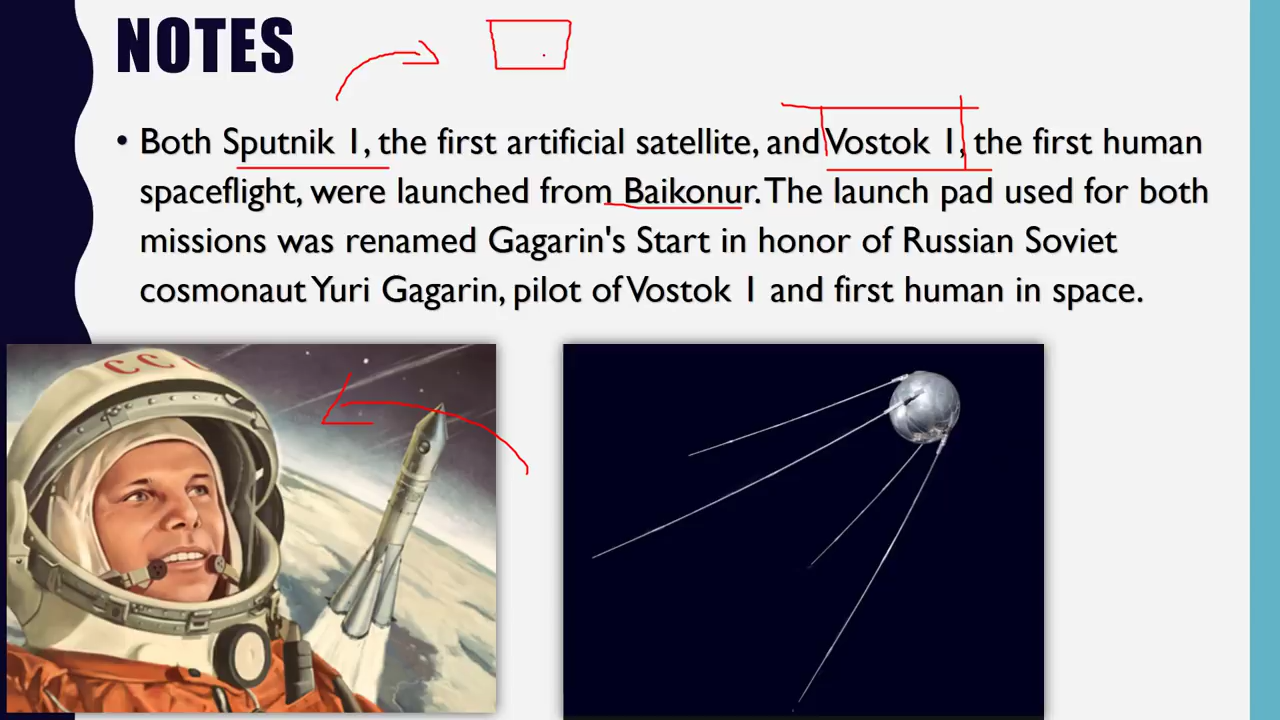 NOTES
• Both Sputnik 1, the first artificial satellite, and Vostok 1, the first human
spaceflight, were launched from Baikonur. The launch pad used for both
missions was renamed Gagarin's Start in honor of Russian Soviet
cosmonaut Yuri Gagarin, pilot of Vostok 1 and first human in space.